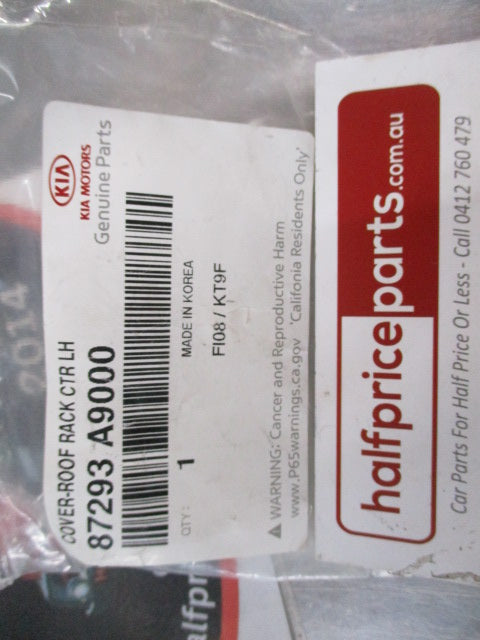 KIA
KIA MOTORS
Genuine Parts
COVER-ROOF RACK CTR LH
87293 A9000
MADE IN KOREA
QTY : 1
FI08 / KT9F
WARNING: Cancer and Reproductive Harm
www.P65warnings.ca.gov 'Califonia Residents Only'
halfpriceparts.com.au
Car Parts For Half Price Or Less - Call 0412 760 479
2014
alfpr